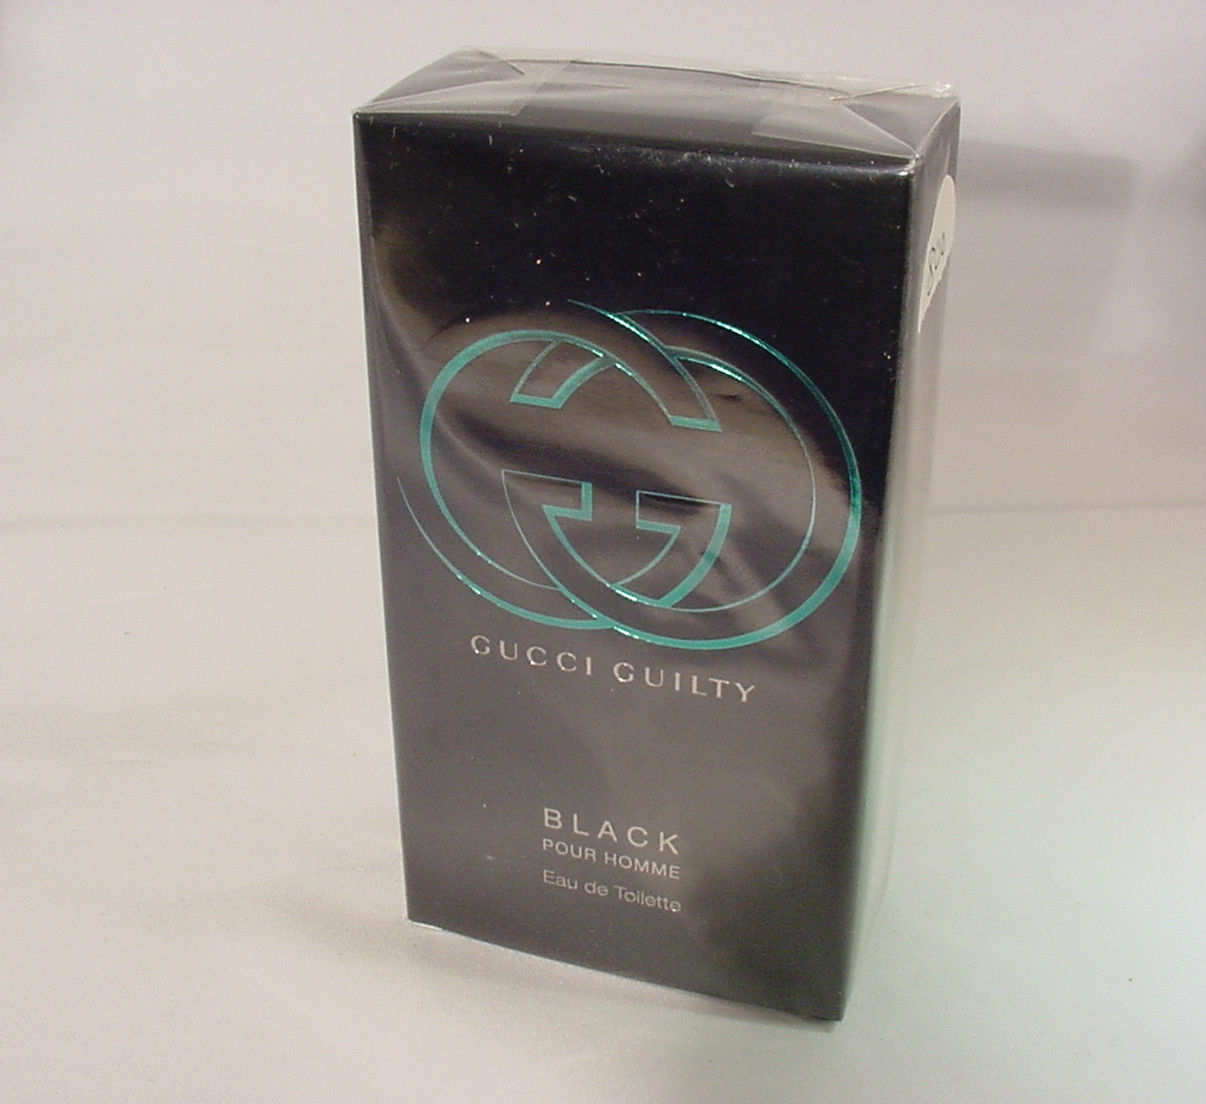 GUCCI GUILTY
BLACK
POUR HOMME
Eau de Toilette